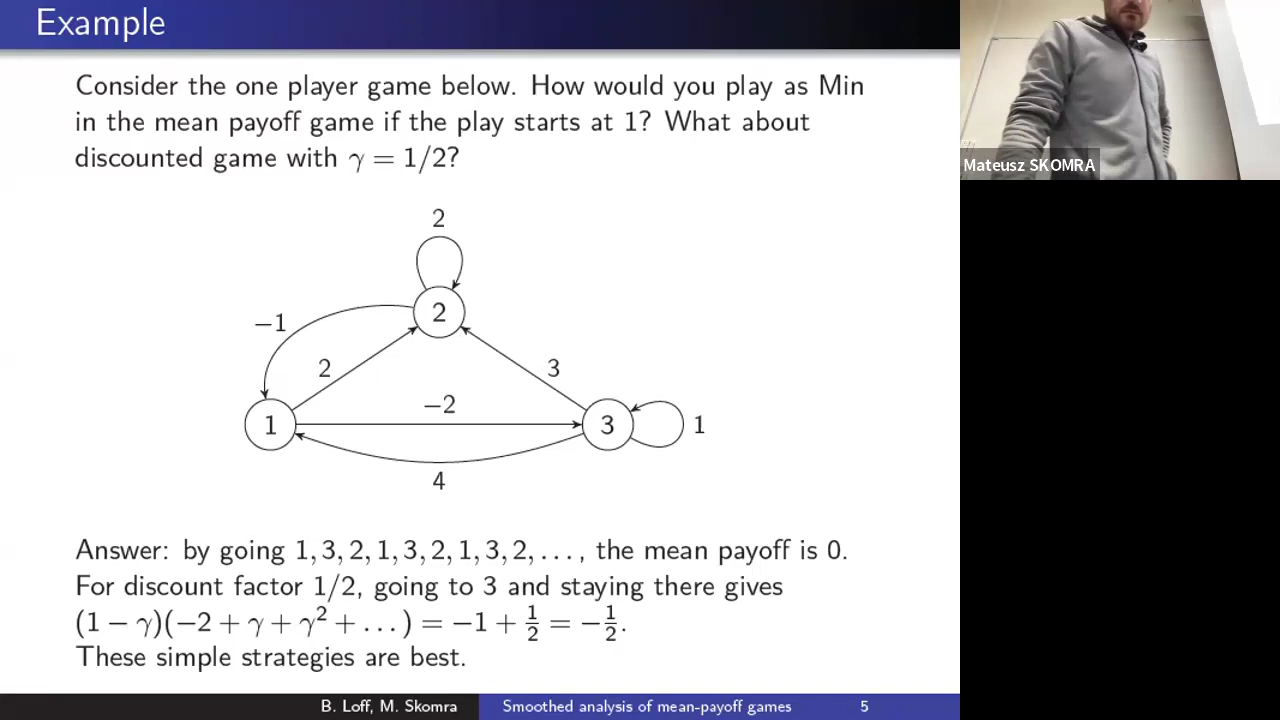 Example
Consider the one player game below. How would you play as Min
in the mean payoff game if the play starts at 1? What about
discounted game with γ = 1/2?
2
2
−1
2
3
−2
1
3
1
4
Answer: by going 1, 3, 2, 1, 3, 2, 1, 3, 2, . . . , the mean payoff is 0.
For discount factor 1/2, going to 3 and staying there gives
(1 − γ)(−2 + γ + γ² + . . . ) = −1 + 1/2 = −1/2.
These simple strategies are best.
B. Loff, M. Skomra Smoothed analysis of mean-payoff games 5
Mateusz SKOMRA